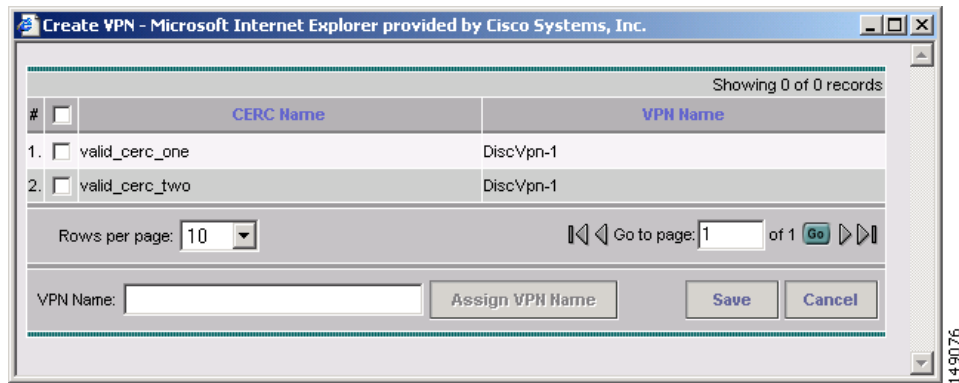 Create VPN - Microsoft Internet Explorer provided by Cisco Systems, Inc.
Showing 0 of 0 records
# CERC Name VPN Name
1. valid_cerc_one DiscVpn-1
2. valid_cerc_two DiscVpn-1
Rows per page: 10 Go to page: 1 of 1 Go
VPN Name: Assign VPN Name Save Cancel
149076